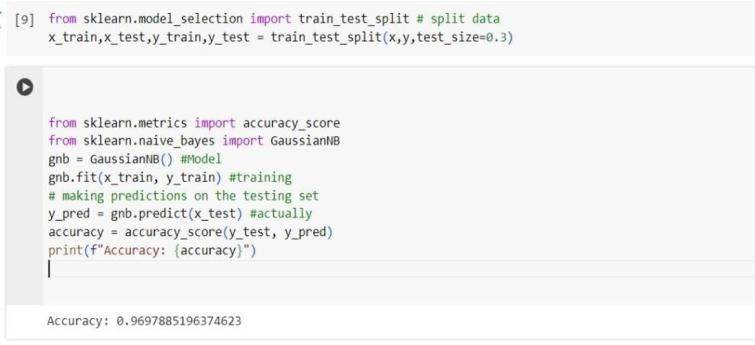 [9] from sklearn.model_selection import train_test_split # split data
x_train,x_test,y_train,y_test = train_test_split(x,y,test_size=0.3)
from sklearn.metrics import accuracy_score
from sklearn.naive_bayes import GaussianNB
gnb = GaussianNB() #Model
gnb.fit(x_train, y_train) #training
# making predictions on the testing set
y_pred = gnb.predict(x_test) #actually
accuracy = accuracy_score(y_test, y_pred)
print(f"Accuracy: {accuracy}")
Accuracy: 0.9697885196374623